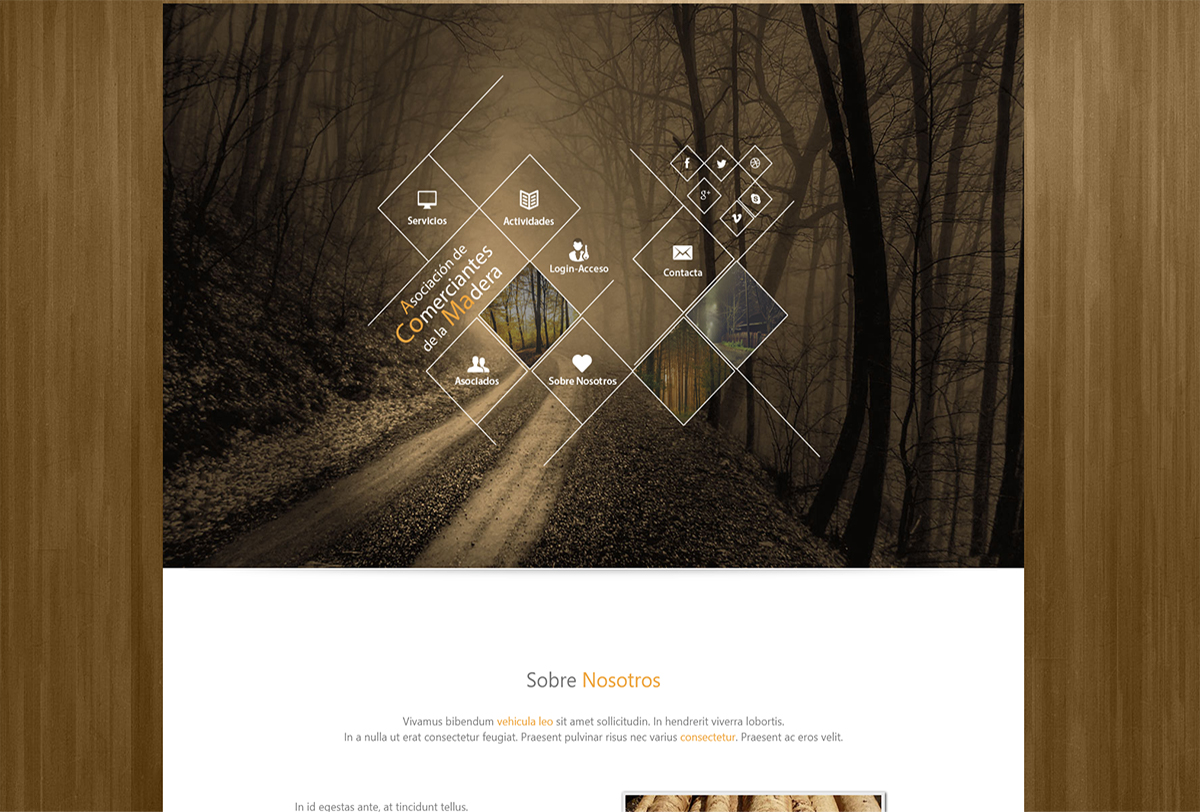 Servicios
Actividades
g+
Asociación de
Comerciantes
de la Madera
Login-Acceso
Contacta
Asociados
Sobre Nosotros
Sobre Nosotros
Vivamus bibendum vehicula leo sit amet sollicitudin. In hendrerit viverra lobortis.
In a nulla ut erat consectetur feugiat. Praesent pulvinar risus nec varius consectetur. Praesent ac eros velit.
In id egestas ante, at tincidunt tellus.